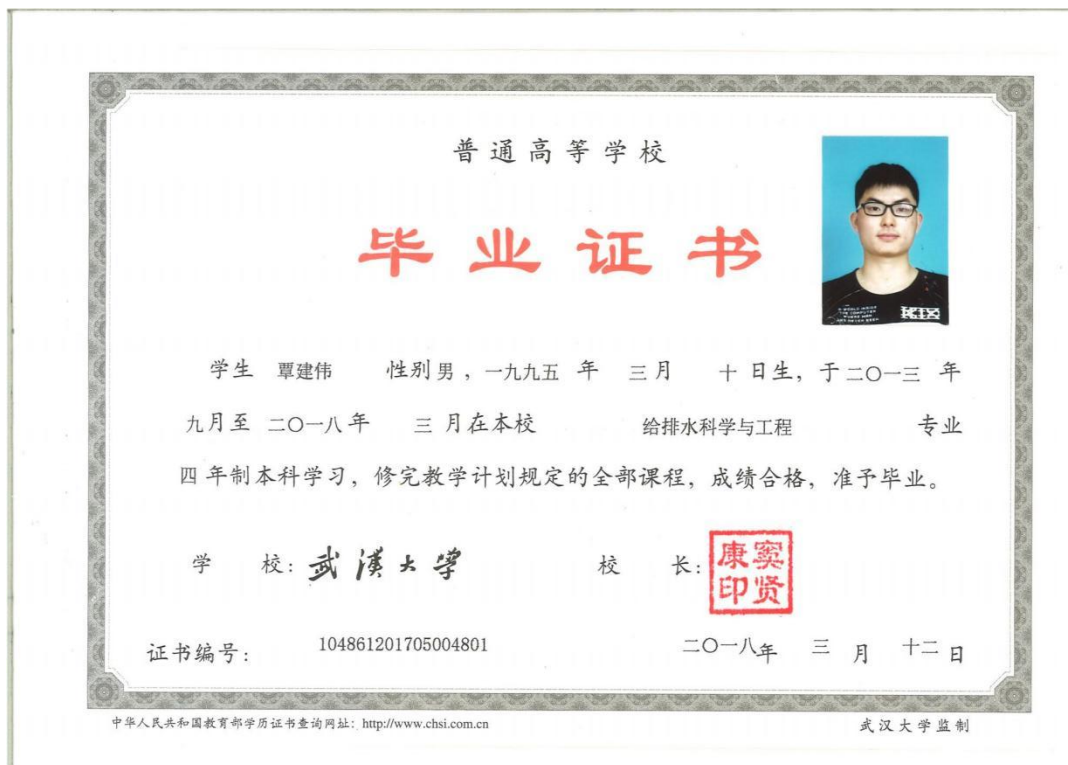 普通高等学校
毕业证书
学生 覃建伟 性别男，一九九五 年 三月 十日生，于二〇一三 年
九月至 二〇一八年 三 月在本校 给排水科学与工程 专业
四 年制本科学习，修完教学计划规定的全部课程，成绩合格，准予毕业。
学 校：武漢大学 校 长：窦贤康印
证书编号： 104861201705004801 二〇一八年 三 月 十二日
中华人民共和国教育部学历证书查询网址：http://www.chsi.com.cn 武汉大学监制